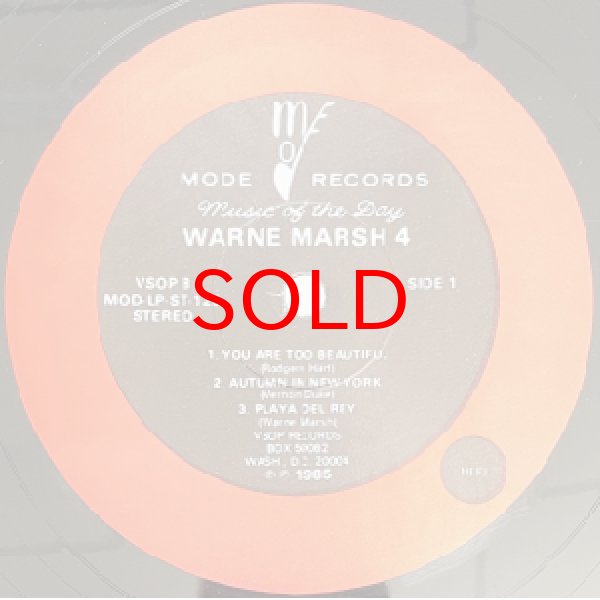 MODE RECORDS
Music of the Day
WARNE MARSH 4
VSOP
MOD-LP-ST-12
STEREO
SIDE 1
SOLD
1. YOU ARE TOO BEAUTIFUL
(Rodgers Hart)
2. AUTUMN IN NEW YORK
(Vernon Duke)
3. PLAYA DEL REY
(Warne Marsh)
VSOP RECORDS
BOX 50082
WASH., D.C. 20004
℗ © 1985